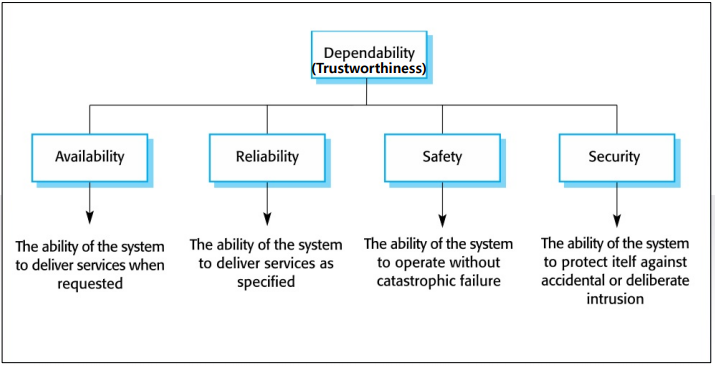 Dependability
(Trustworthiness)
Availability
Reliability
Safety
Security
The ability of the system
to deliver services when
requested
The ability of the system
to deliver services as
specified
The ability of the system
to operate without
catastrophic failure
The ability of the system
to protect itelf against
accidental or deliberate
intrusion